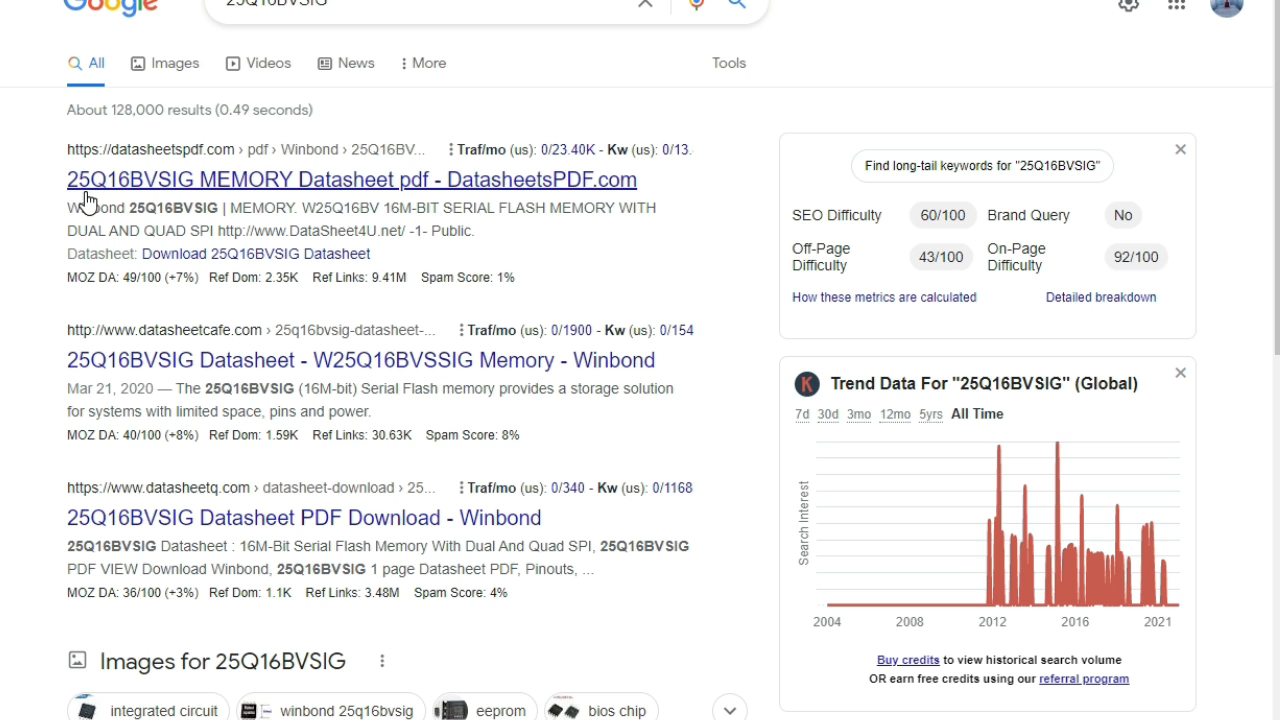 Google
25Q16BVSIG
All
Images
Videos
News
More
Tools
About 128,000 results (0.49 seconds)
https://datasheetspdf.com › pdf › Winbond › 25Q16BV...
Traf/mo (us): 0/23.40K - Kw (us): 0/13.
25Q16BVSIG MEMORY Datasheet pdf - DatasheetsPDF.com
Winbond 25Q16BVSIG | MEMORY. W25Q16BV 16M-BIT SERIAL FLASH MEMORY WITH
DUAL AND QUAD SPI http://www.DataSheet4U.net/ -1- Public.
Datasheet: Download 25Q16BVSIG Datasheet
MOZ DA: 49/100 (+7%) Ref Dom: 2.35K Ref Links: 9.41M Spam Score: 1%
http://www.datasheetcafe.com › 25q16bvsig-datasheet-...
Traf/mo (us): 0/1900 - Kw (us): 0/154
25Q16BVSIG Datasheet - W25Q16BVSSIG Memory - Winbond
Mar 21, 2020 — The 25Q16BVSIG (16M-bit) Serial Flash memory provides a storage solution
for systems with limited space, pins and power.
MOZ DA: 40/100 (+8%) Ref Dom: 1.59K Ref Links: 30.63K Spam Score: 8%
https://www.datasheetq.com › datasheet-download › 25...
Traf/mo (us): 0/340 - Kw (us): 0/1168
25Q16BVSIG Datasheet PDF Download - Winbond
25Q16BVSIG Datasheet : 16M-Bit Serial Flash Memory With Dual And Quad SPI, 25Q16BVSIG
PDF VIEW Download Winbond, 25Q16BVSIG 1 page Datasheet PDF, Pinouts, ...
MOZ DA: 36/100 (+3%) Ref Dom: 1.1K Ref Links: 3.48M Spam Score: 4%
Images for 25Q16BVSIG
integrated circuit
winbond 25q16bvsig
eeprom
bios chip
Find long-tail keywords for "25Q16BVSIG"
SEO Difficulty 60/100 Brand Query No
Off-Page
Difficulty
43/100
On-Page
Difficulty
92/100
How these metrics are calculated
Detailed breakdown
K
Trend Data For "25Q16BVSIG" (Global)
7d 30d 3mo 12mo 5yrs All Time
Search Interest
2004 2008 2012 2016 2021
Buy credits to view historical search volume
OR earn free credits using our referral program